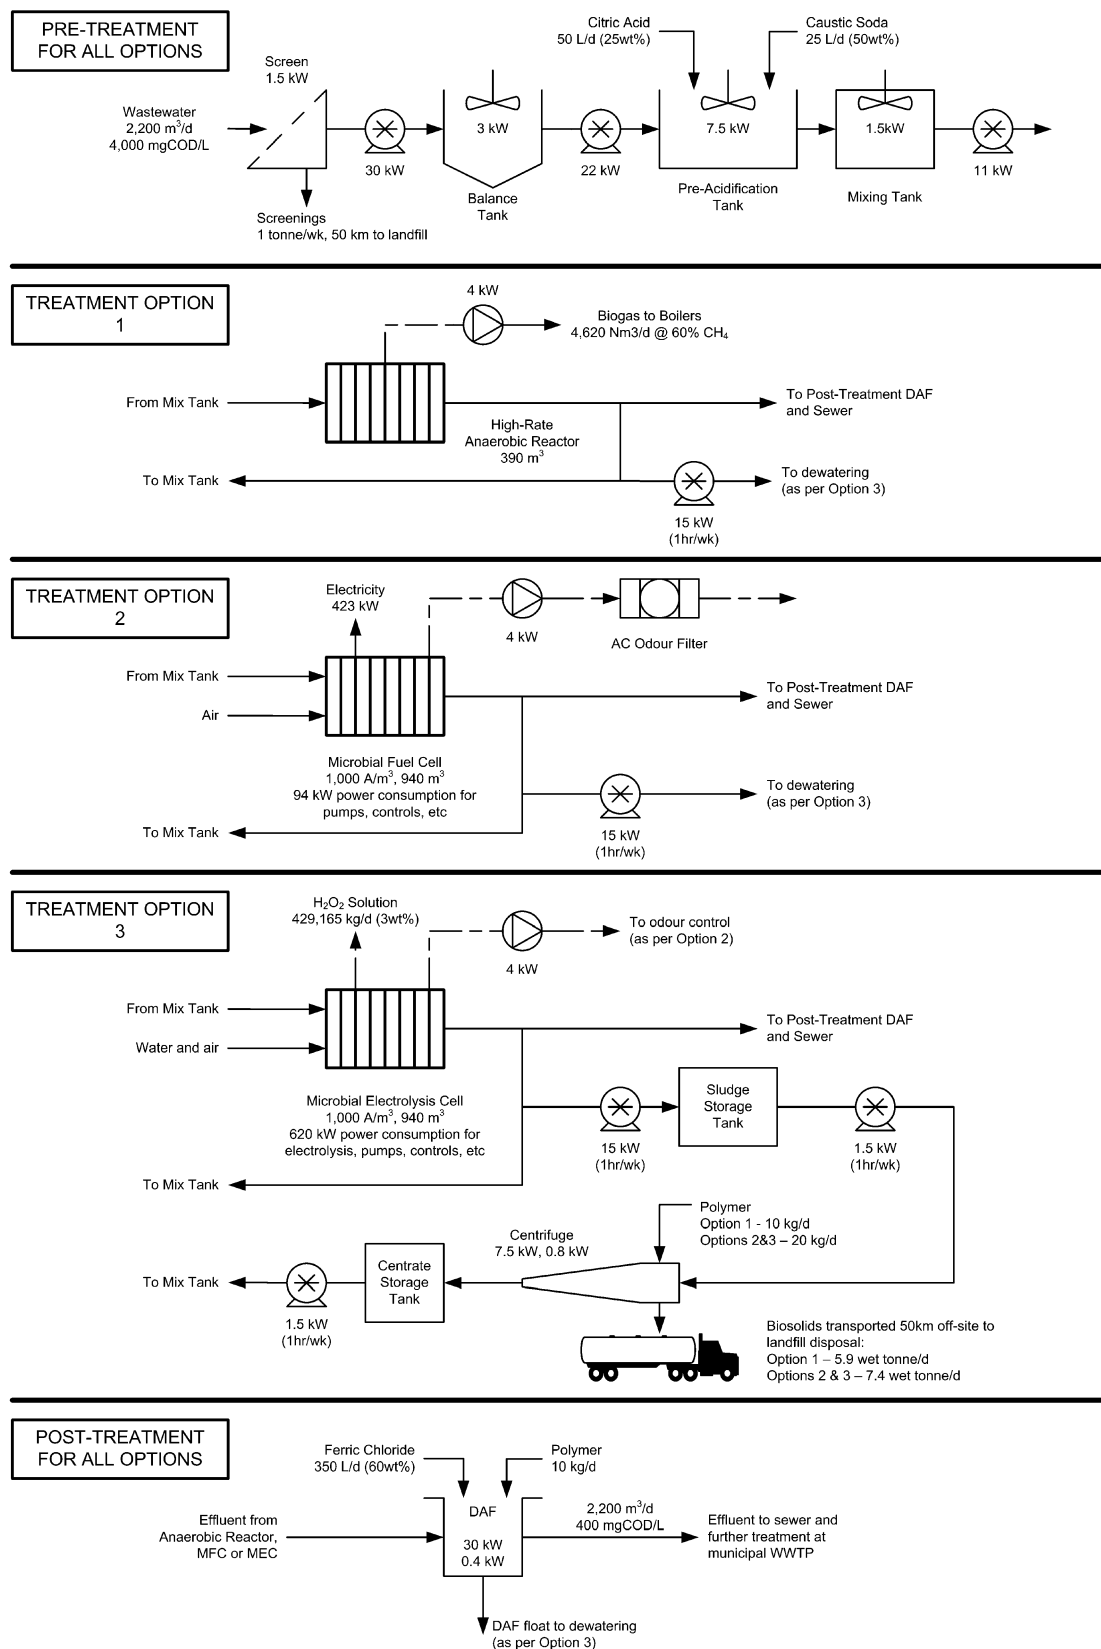 PRE-TREATMENT
FOR ALL OPTIONS
Wastewater
2,200 m³/d
4,000 mgCOD/L
Screen
1.5 kW
Screenings
1 tonne/wk, 50 km to landfill
30 kW
3 kW
Balance
Tank
22 kW
Citric Acid
50 L/d (25wt%)
Caustic Soda
25 L/d (50wt%)
7.5 kW
Pre-Acidification
Tank
1.5kW
Mixing Tank
11 kW
TREATMENT OPTION
1
4 kW
Biogas to Boilers
4,620 Nm3/d @ 60% CH₄
From Mix Tank
High-Rate
Anaerobic Reactor
390 m³
To Post-Treatment DAF
and Sewer
To Mix Tank
15 kW
(1hr/wk)
To dewatering
(as per Option 3)
TREATMENT OPTION
2
Electricity
423 kW
4 kW
AC Odour Filter
From Mix Tank
Air
To Post-Treatment DAF
and Sewer
Microbial Fuel Cell
1,000 A/m³, 940 m³
94 kW power consumption for
pumps, controls, etc
To dewatering
(as per Option 3)
To Mix Tank
15 kW
(1hr/wk)
TREATMENT OPTION
3
H₂O₂ Solution
429,165 kg/d (3wt%)
4 kW
To odour control
(as per Option 2)
From Mix Tank
Water and air
To Post-Treatment DAF
and Sewer
Microbial Electrolysis Cell
1,000 A/m³, 940 m³
620 kW power consumption for
electrolysis, pumps, controls, etc
15 kW
(1hr/wk)
Sludge
Storage
Tank
1.5 kW
(1hr/wk)
To Mix Tank
Polymer
Option 1 - 10 kg/d
Options 2&3 – 20 kg/d
Centrifuge
7.5 kW, 0.8 kW
Centrate
Storage
Tank
To Mix Tank
1.5 kW
(1hr/wk)
Biosolids transported 50km off-site to
landfill disposal:
Option 1 – 5.9 wet tonne/d
Options 2 & 3 – 7.4 wet tonne/d
POST-TREATMENT
FOR ALL OPTIONS
Ferric Chloride
350 L/d (60wt%)
Polymer
10 kg/d
Effluent from
Anaerobic Reactor,
MFC or MEC
DAF
30 kW
0.4 kW
2,200 m³/d
400 mgCOD/L
Effluent to sewer and
further treatment at
municipal WWTP
DAF float to dewatering
(as per Option 3)